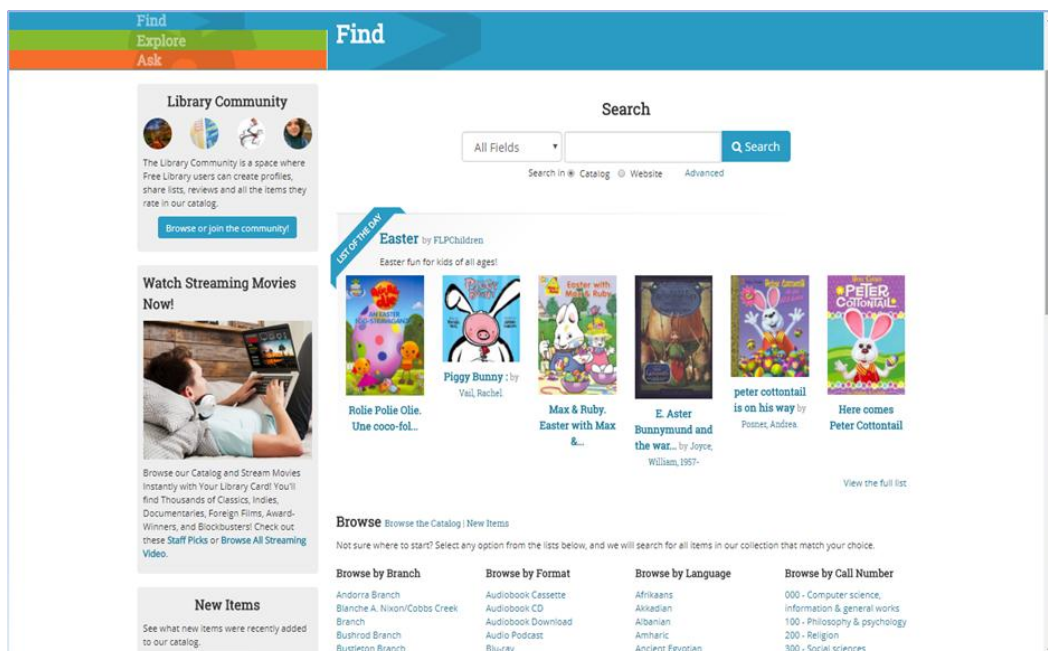 Find
Explore
Ask
Find
Library Community
The Library Community is a space where
Free Library users can create profiles,
share lists, reviews and all the items they
rate in our catalog.
Browse or join the community!
Watch Streaming Movies
Now!
Browse our Catalog and Stream Movies
Instantly with Your Library Card! You'll
find Thousands of Classics, Indies,
Documentaries, Foreign Films, Award-
Winners, and Blockbusters! Check out
these Staff Picks or Browse All Streaming
Video.
New Items
See what new items were recently added
to our catalog.
Search
All Fields
Search
Search in Catalog Website Advanced
LIST OF THE DAY
Easter by FLPChildren
Easter fun for kids of all ages!
Easter with
Max & Ruby
PETER
COTTONTAIL
Rolie Polie Olie.
Une coco-fol...
Piggy Bunny : by
Vail, Rachel.
Max & Ruby.
Easter with Max
&...
E. Aster
Bunnymund and
the war... by Joyce,
William, 1957-
peter cottontail
is on his way by
Posner, Andrea.
Here comes
Peter Cottontail
View the full list
Browse Browse the Catalog | New Items
Not sure where to start? Select any option from the lists below, and we will search for all items in our collection that match your choice.
Browse by Branch
Andorra Branch
Blanche A. Nixon/Cobbs Creek
Branch
Bushrod Branch
Bustleton Branch
Browse by Format
Audiobook Cassette
Audiobook CD
Audiobook Download
Audio Podcast
Blu-ray
Browse by Language
Afrikaans
Akkadian
Albanian
Amharic
Ancient Egyptian
Browse by Call Number
000 - Computer science,
information & general works
100 - Philosophy & psychology
200 - Religion
300 - Social sciences